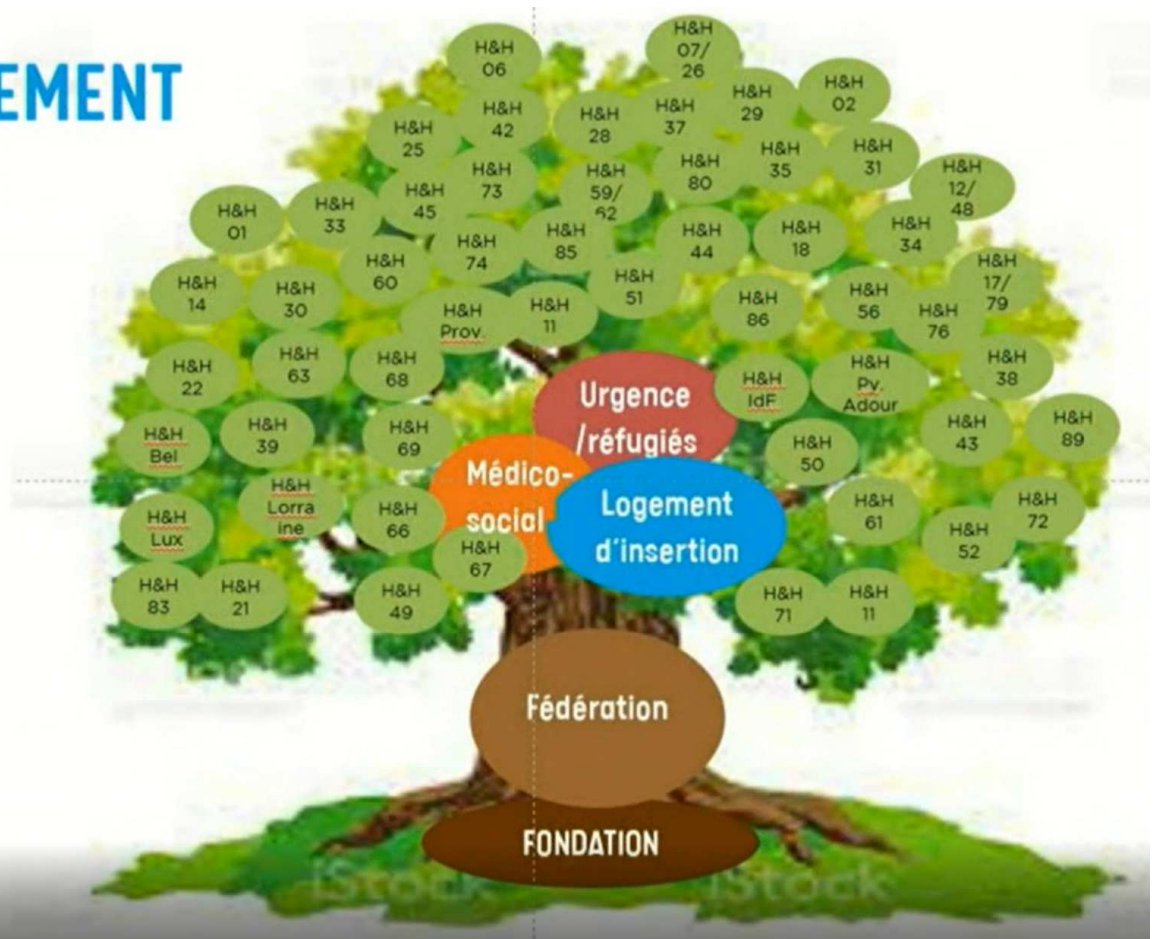 EMENT
H&H
06
H&H
07/
26
H&H
02
H&H
29
H&H
42
H&H
28
H&H
37
H&H
25
H&H
35
H&H
31
H&H
80
H&H
73
H&H
59/
62
H&H
12/
48
H&H
45
H&H
01
H&H
33
H&H
74
H&H
85
H&H
44
H&H
18
H&H
34
H&H
60
H&H
51
H&H
17/
79
H&H
14
H&H
30
H&H
Prov.
H&H
11
H&H
86
H&H
56
H&H
76
H&H
22
H&H
63
H&H
68
Urgence
/réfugiés
H&H
IdF
H&H
Pv.
Adour
H&H
38
H&H
Bel
H&H
39
H&H
69
H&H
50
H&H
43
H&H
89
Médico-
social
Logement
d'insertion
H&H
Lux
H&H
Lorra
ine
H&H
66
H&H
67
H&H
61
H&H
52
H&H
72
H&H
83
H&H
21
H&H
49
H&H
71
H&H
11
Fédération
FONDATION
iStock
iStock